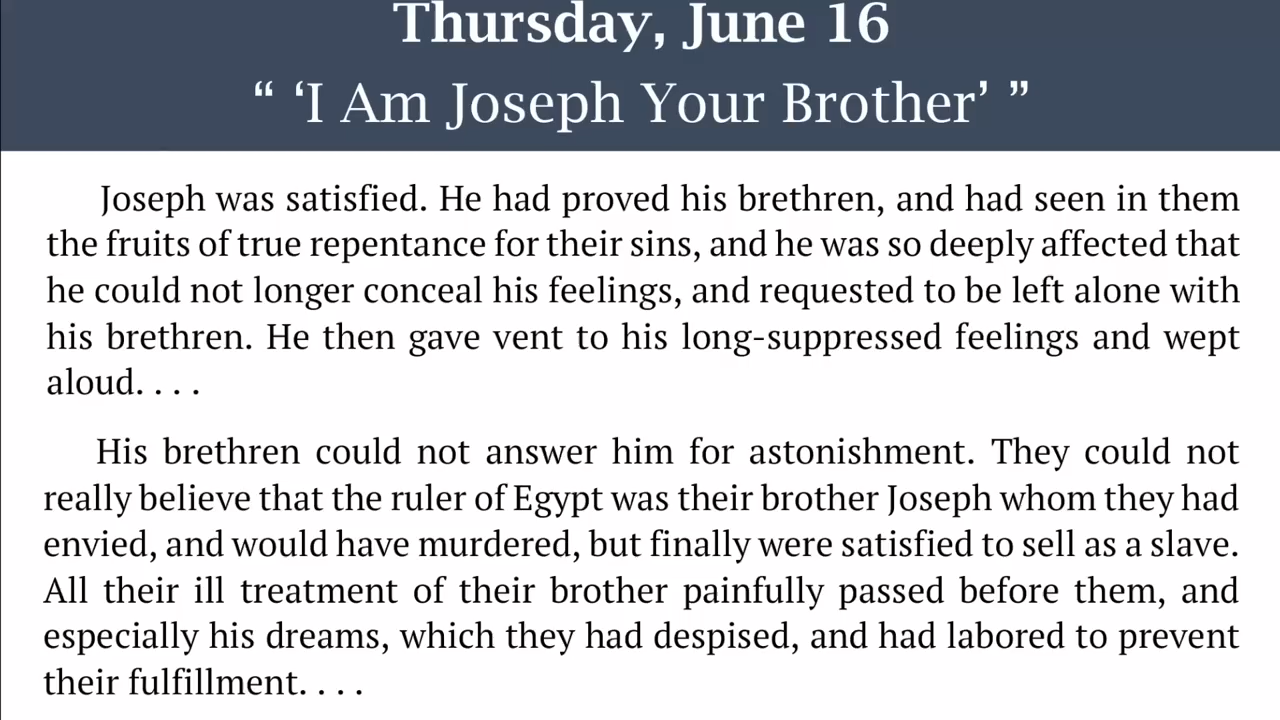 Thursday, June 16
“ ‘I Am Joseph Your Brother’ ”
Joseph was satisfied. He had proved his brethren, and had seen in them
the fruits of true repentance for their sins, and he was so deeply affected that
he could not longer conceal his feelings, and requested to be left alone with
his brethren. He then gave vent to his long-suppressed feelings and wept
aloud. . . .
His brethren could not answer him for astonishment. They could not
really believe that the ruler of Egypt was their brother Joseph whom they had
envied, and would have murdered, but finally were satisfied to sell as a slave.
All their ill treatment of their brother painfully passed before them, and
especially his dreams, which they had despised, and had labored to prevent
their fulfillment. . . .